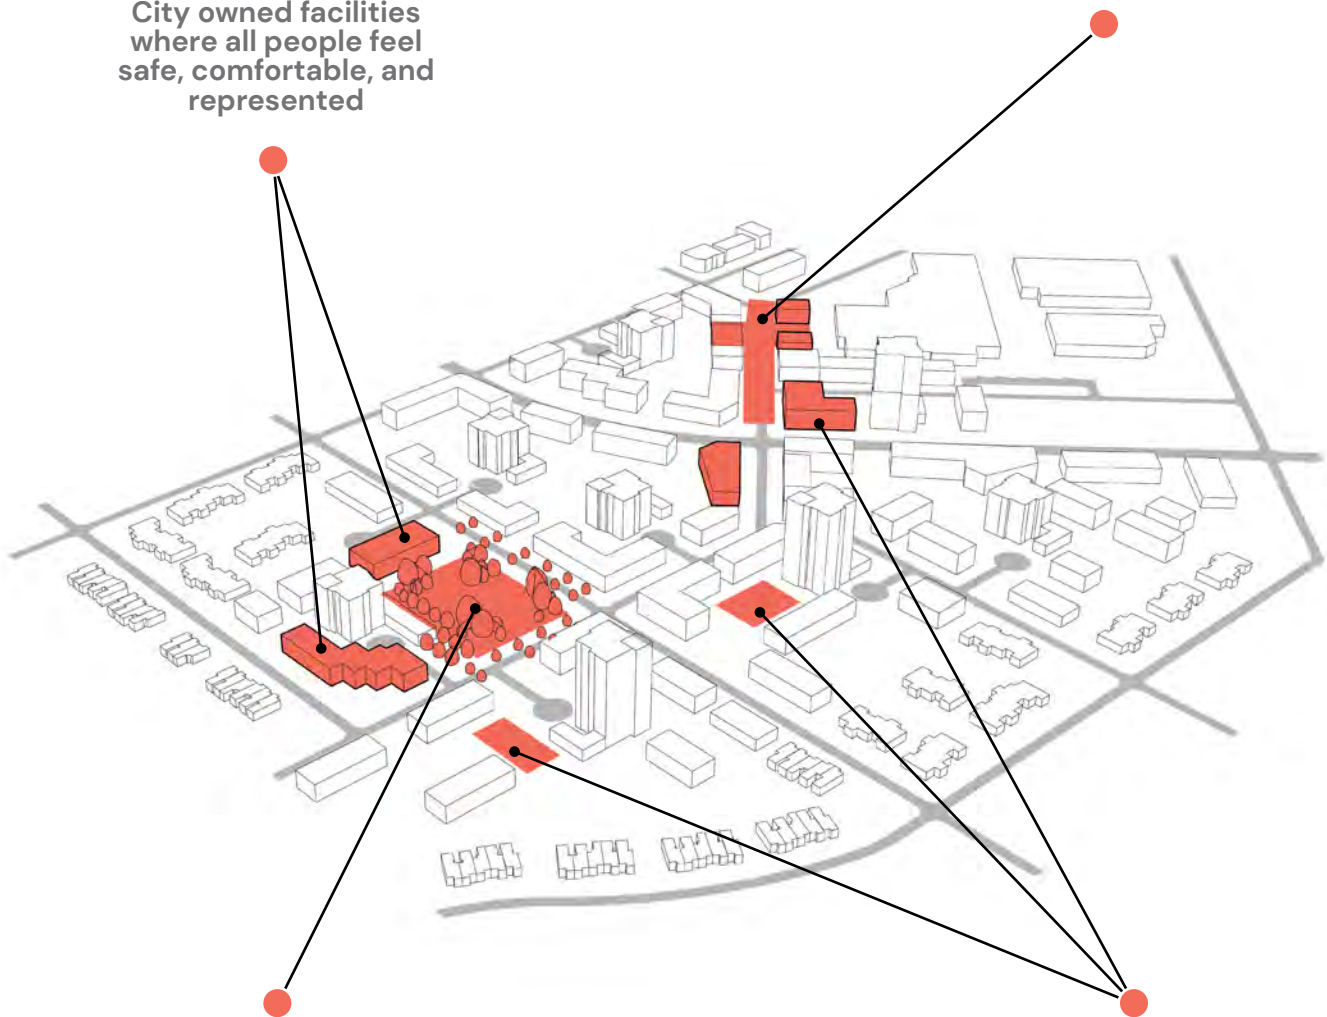 City owned facilities
where all people feel
safe, comfortable, and
represented